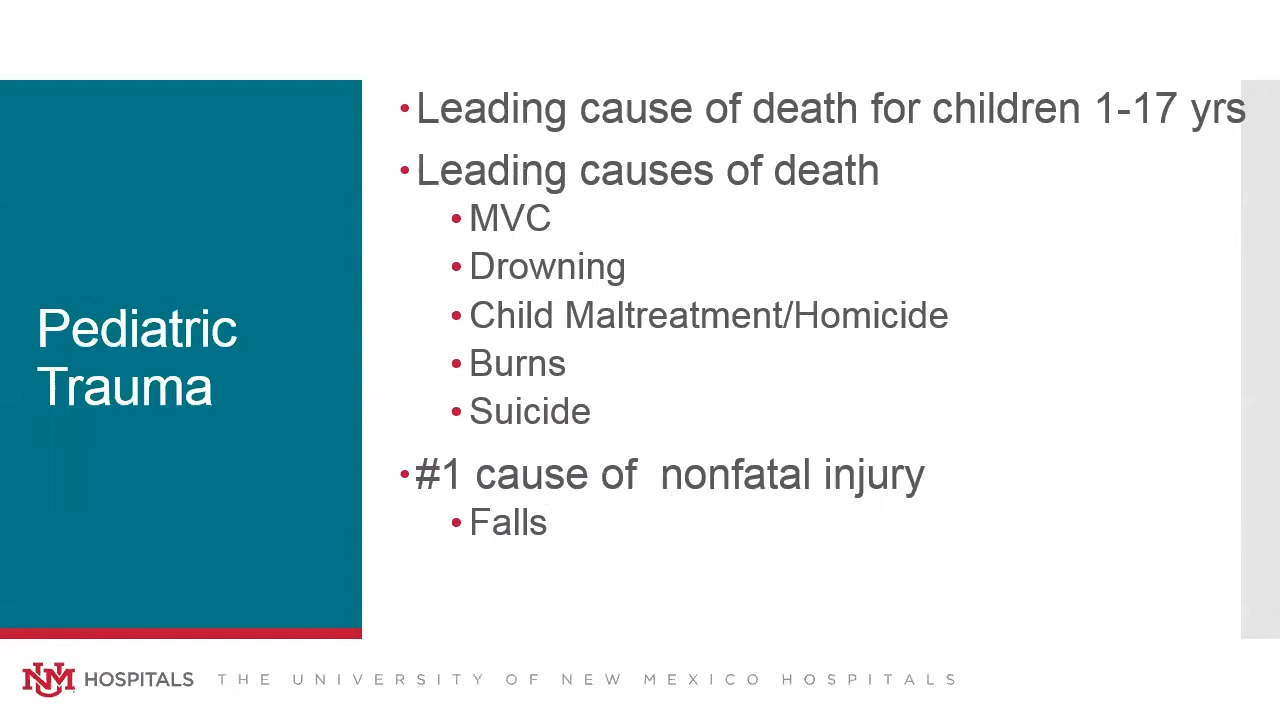 Pediatric
Trauma
•Leading cause of death for children 1-17 yrs
•Leading causes of death
•MVC
•Drowning
•Child Maltreatment/Homicide
•Burns
•Suicide
•#1 cause of  nonfatal injury
•Falls
UNM HOSPITALS THE UNIVERSITY OF NEW MEXICO HOSPITALS